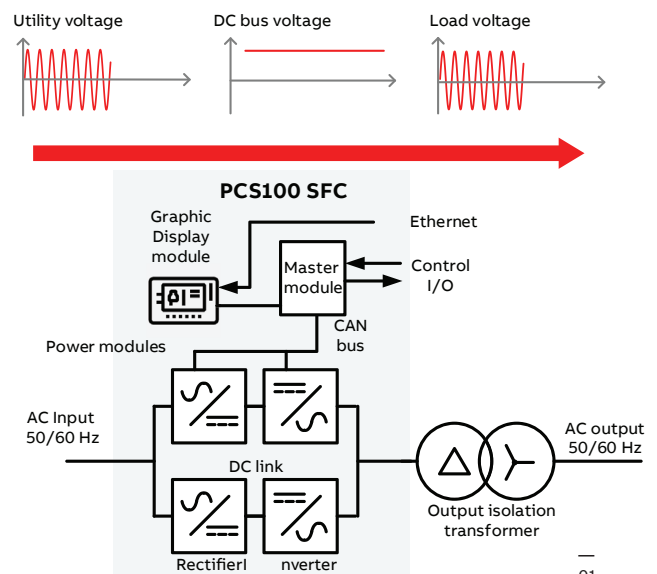 Utility voltage
DC bus voltage
Load voltage
PCS100 SFC
Graphic
Display
module
Ethernet
Master
module
Control
I/O
CAN
bus
Power modules
AC Input
50/60 Hz
DC link
AC output
50/60 Hz
Output isolation
transformer
RectifierI
nverter
—